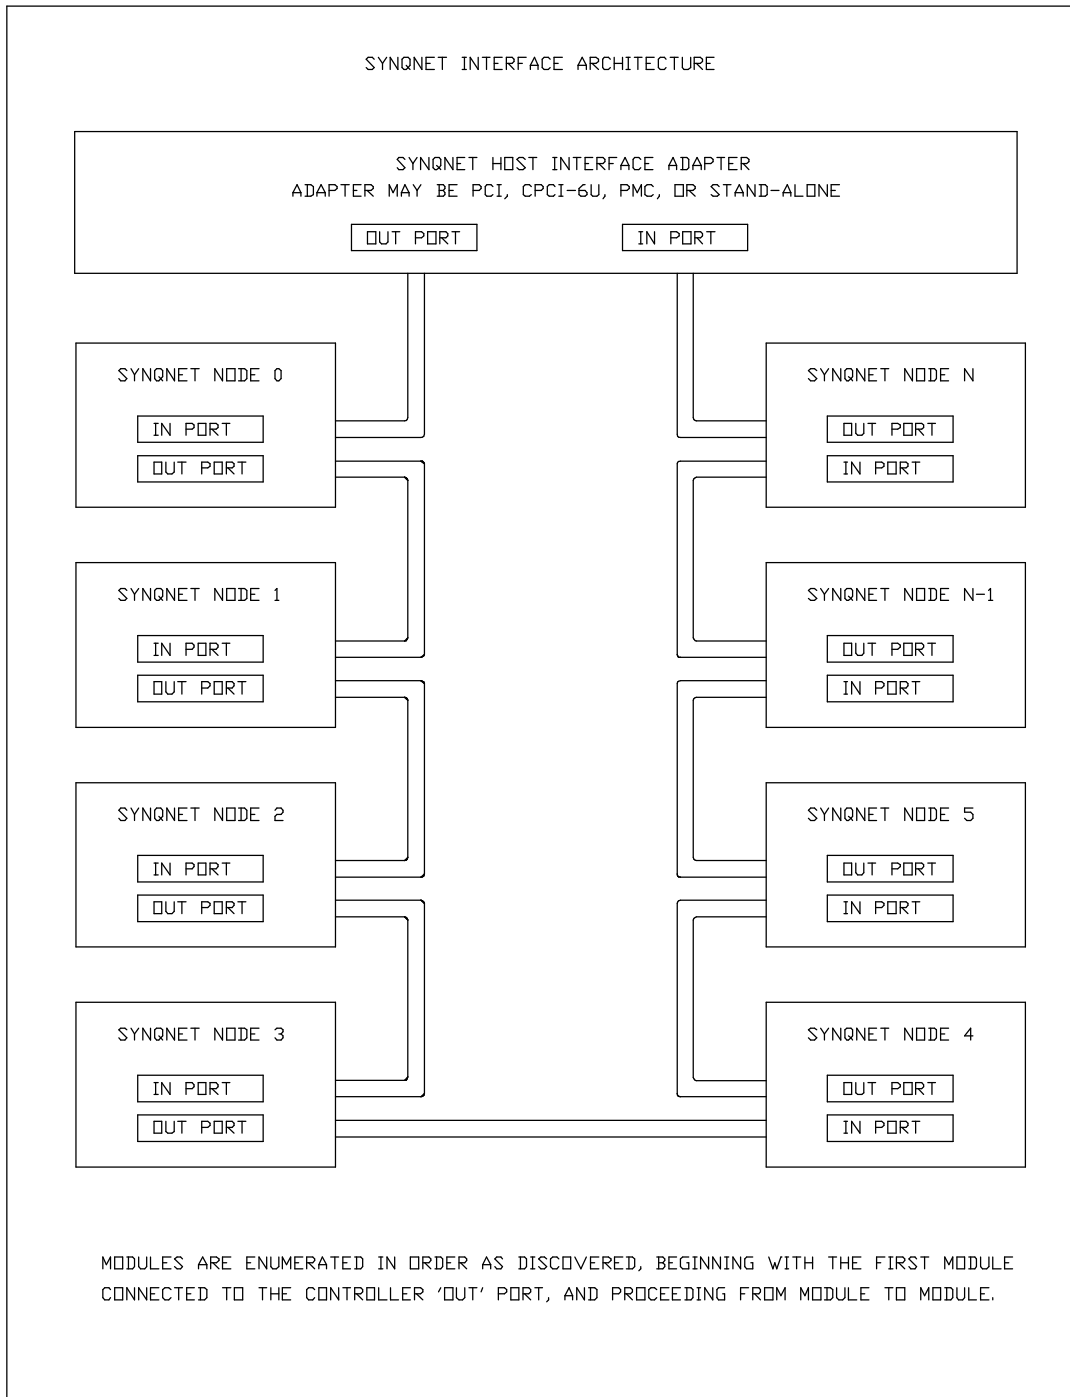 SYNQNET INTERFACE ARCHITECTURE
SYNQNET HOST INTERFACE ADAPTER
ADAPTER MAY BE PCI, CPCI-6U, PMC, OR STAND-ALONE
OUT PORT
IN PORT
SYNQNET NODE 0
IN PORT
OUT PORT
SYNQNET NODE N
OUT PORT
IN PORT
SYNQNET NODE 1
IN PORT
OUT PORT
SYNQNET NODE N-1
OUT PORT
IN PORT
SYNQNET NODE 2
IN PORT
OUT PORT
SYNQNET NODE 5
OUT PORT
IN PORT
SYNQNET NODE 3
IN PORT
OUT PORT
SYNQNET NODE 4
OUT PORT
IN PORT
MODULES ARE ENUMERATED IN ORDER AS DISCOVERED, BEGINNING WITH THE FIRST MODULE
CONNECTED TO THE CONTROLLER 'OUT' PORT, AND PROCEEDING FROM MODULE TO MODULE.